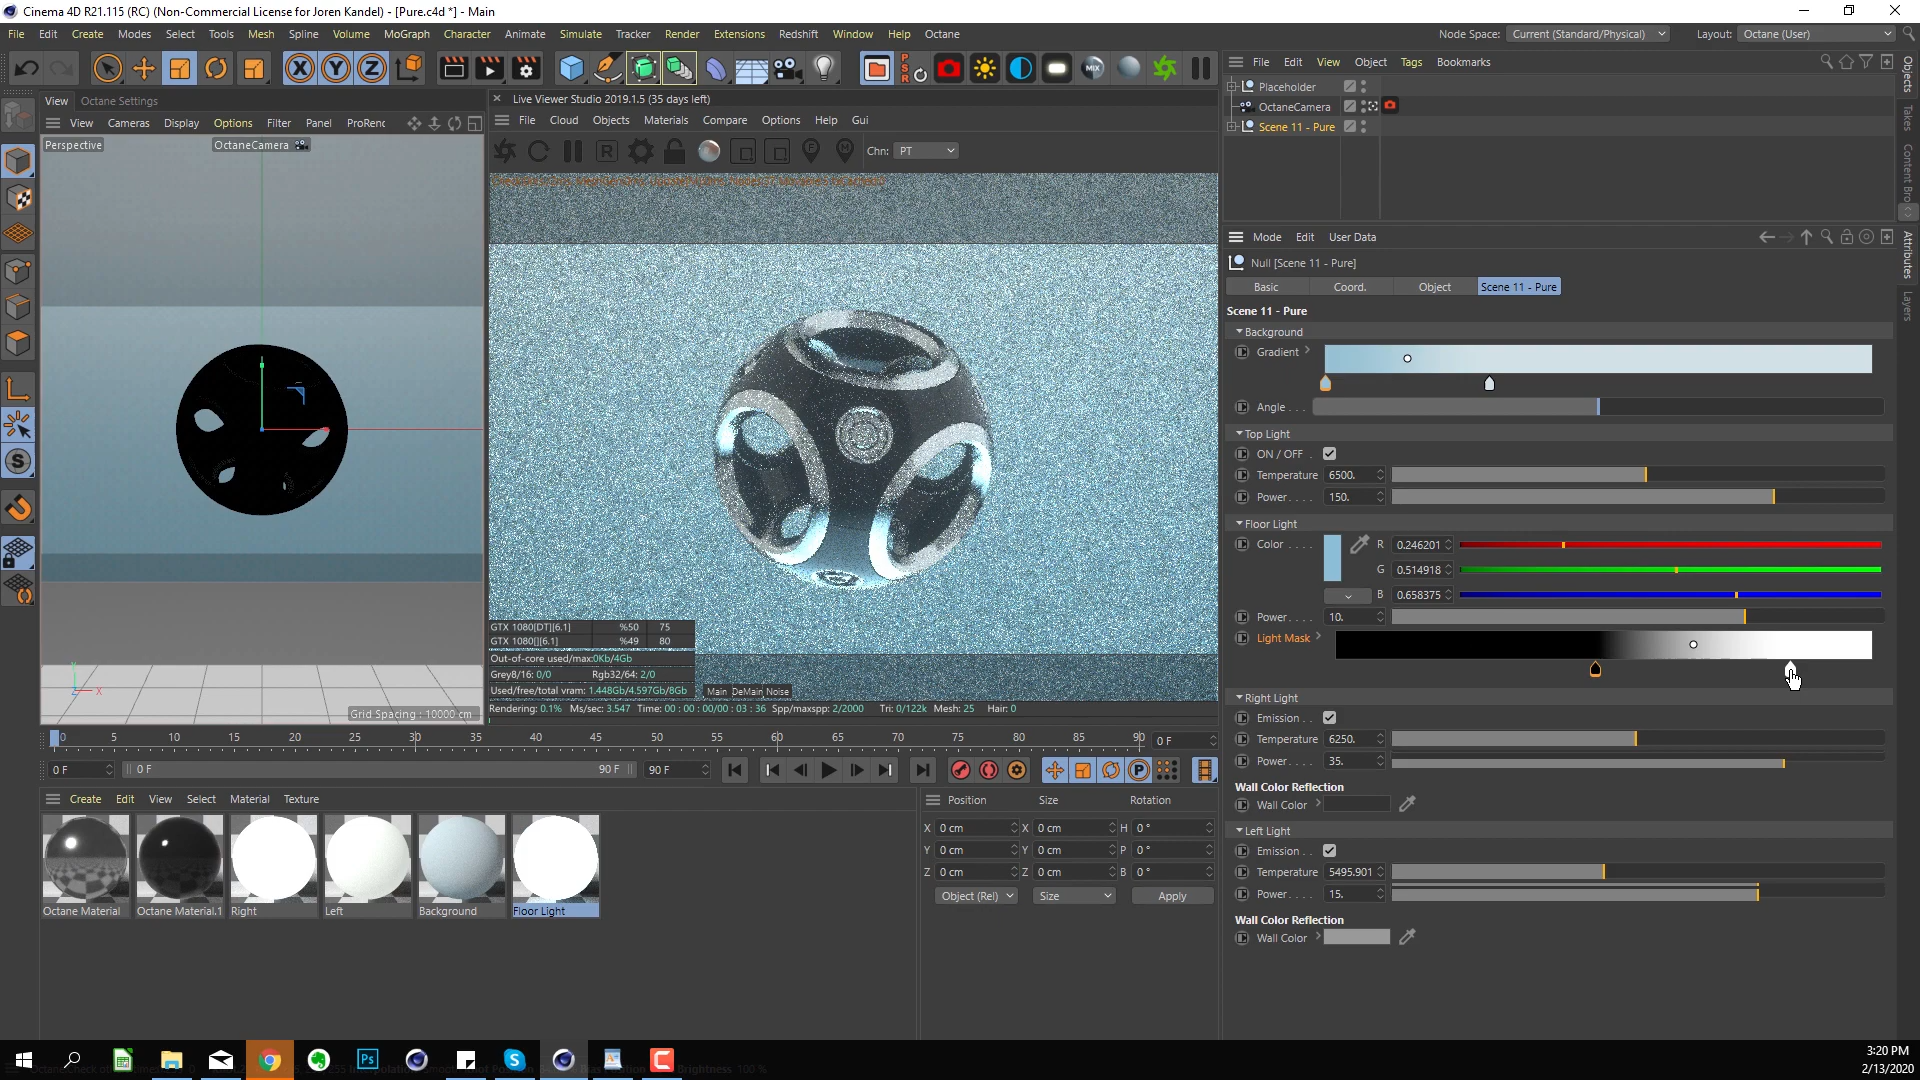 Cinema 4D R21.115 (RC) (Non-Commercial License for Joren Kandel) - [Pure.c4d *] - Main
File Edit Create Modes Select Tools Mesh Spline Volume MoGraph Character Animate Simulate Tracker Render Extensions Redshift Window Help Octane
Node Space: Current (Standard/Physical) Layout: Octane (User)
X Y Z PSR MIX
View Octane Settings
View Cameras Display Options Filter Panel ProRenc
Perspective OctaneCamera
Grid Spacing : 10000 cm
Live Viewer Studio 2019.1.5 (35 days left)
File Cloud Objects Materials Compare Options Help Gui
Chn: PT
GTX 1080[DT][6.1] %50 75
GTX 1080[][6.1] %49 80
Out-of-core used/max:0Kb/4Gb
Grey8/16: 0/0 Rgb32/64: 2/0
Used/free/total vram: 1.448Gb/4.597Gb/8Gb
Main DeMain Noise
Rendering: 0.1% Ms/sec: 3.547 Time: 00 : 00 : 00/00 : 03 : 36 Spp/maxspp: 2/2000 Tri: 0/122k Mesh: 25 Hair: 0
File Edit View Object Tags Bookmarks
Placeholder
OctaneCamera
Scene 11 - Pure
Objects
Takes
Content Bro
Attributes
Layers
Mode Edit User Data
Null [Scene 11 - Pure]
Basic Coord. Object Scene 11 - Pure
Scene 11 - Pure
Background
Gradient
Angle . . .
Top Light
ON / OFF .
Temperature 6500.
Power. . . . 150.
Floor Light
Color . . . . R 0.246201
G 0.514918
B 0.658375
Power. . . . 10.
Light Mask
Right Light
Emission . .
Temperature 6250.
Power. . . . 35.
Wall Color Reflection
Wall Color
Left Light
Emission . .
Temperature 5495.901
Power. . . . 15.
Wall Color Reflection
Wall Color
0 5 10 15 20 25 30 35 40 45 50 55 60 65 70 75 80 85 90 0 F
0 F 0 F 90 F 90 F
Create Edit View Select Material Texture
Octane Material Octane Material.1 Right Left Background Floor Light
Position Size Rotation
X 0 cm X 0 cm H 0 °
Y 0 cm Y 0 cm P 0 °
Z 0 cm Z 0 cm B 0 °
Object (Rel) Size Apply
3:20 PM
2/13/2020